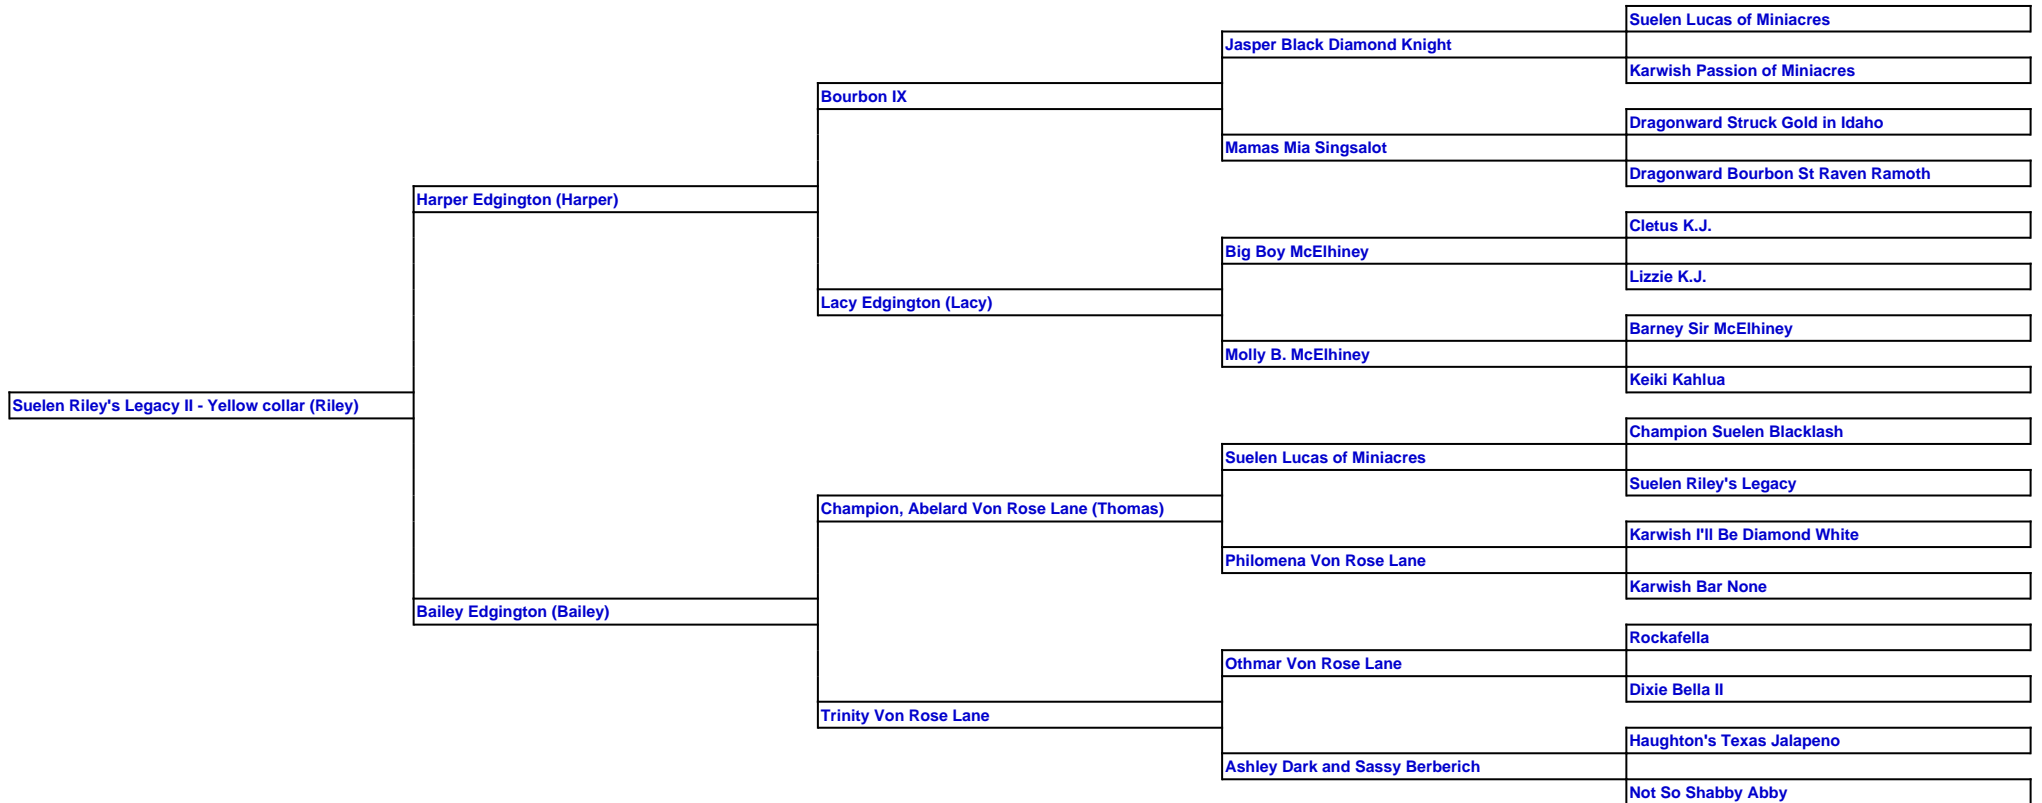 Suelen Lucas of Miniacres
Jasper Black Diamond Knight
Karwish Passion of Miniacres
Bourbon IX
Dragonward Struck Gold in Idaho
Mamas Mia Singsalot
Dragonward Bourbon St Raven Ramoth
Harper Edgington (Harper)
Cletus K.J.
Big Boy McElhiney
Lizzie K.J.
Lacy Edgington (Lacy)
Barney Sir McElhiney
Molly B. McElhiney
Keiki Kahlua
Suelen Riley's Legacy II - Yellow collar (Riley)
Champion Suelen Blacklash
Suelen Lucas of Miniacres
Suelen Riley's Legacy
Champion, Abelard Von Rose Lane (Thomas)
Karwish I'll Be Diamond White
Philomena Von Rose Lane
Karwish Bar None
Bailey Edgington (Bailey)
Rockafella
Othmar Von Rose Lane
Dixie Bella II
Trinity Von Rose Lane
Haughton's Texas Jalapeno
Ashley Dark and Sassy Berberich
Not So Shabby Abby